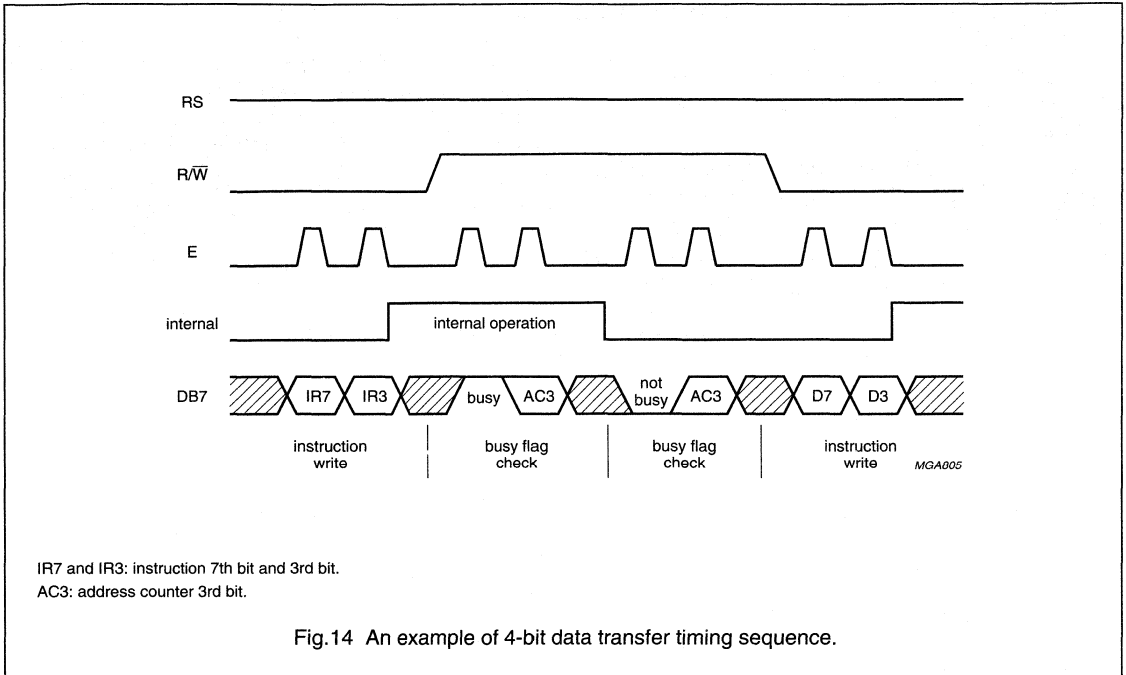 RS
R/W̅
E
internal
internal operation
DB7
IR7
IR3
busy
AC3
not
busy
AC3
D7
D3
instruction
write
busy flag
check
busy flag
check
instruction
write
MGA005
IR7 and IR3: instruction 7th bit and 3rd bit.
AC3: address counter 3rd bit.
Fig.14 An example of 4-bit data transfer timing sequence.